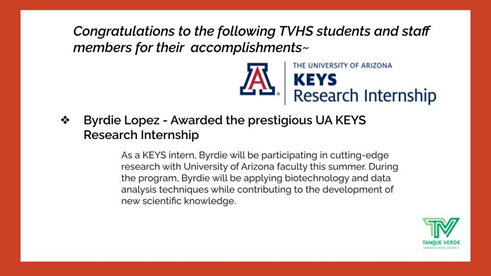 Congratulations to the following TVHS students and staff
members for their accomplishments~
A
THE UNIVERSITY OF ARIZONA
KEYS
Research Internship
❖ Byrdie Lopez - Awarded the prestigious UA KEYS
Research Internship
As a KEYS intern, Byrdie will be participating in cutting-edge
research with University of Arizona faculty this summer. During
the program, Byrdie will be applying biotechnology and data
analysis techniques while contributing to the development of
new scientific knowledge.
TV
TANQUE VERDE
UNIFIED SCHOOL DISTRICT